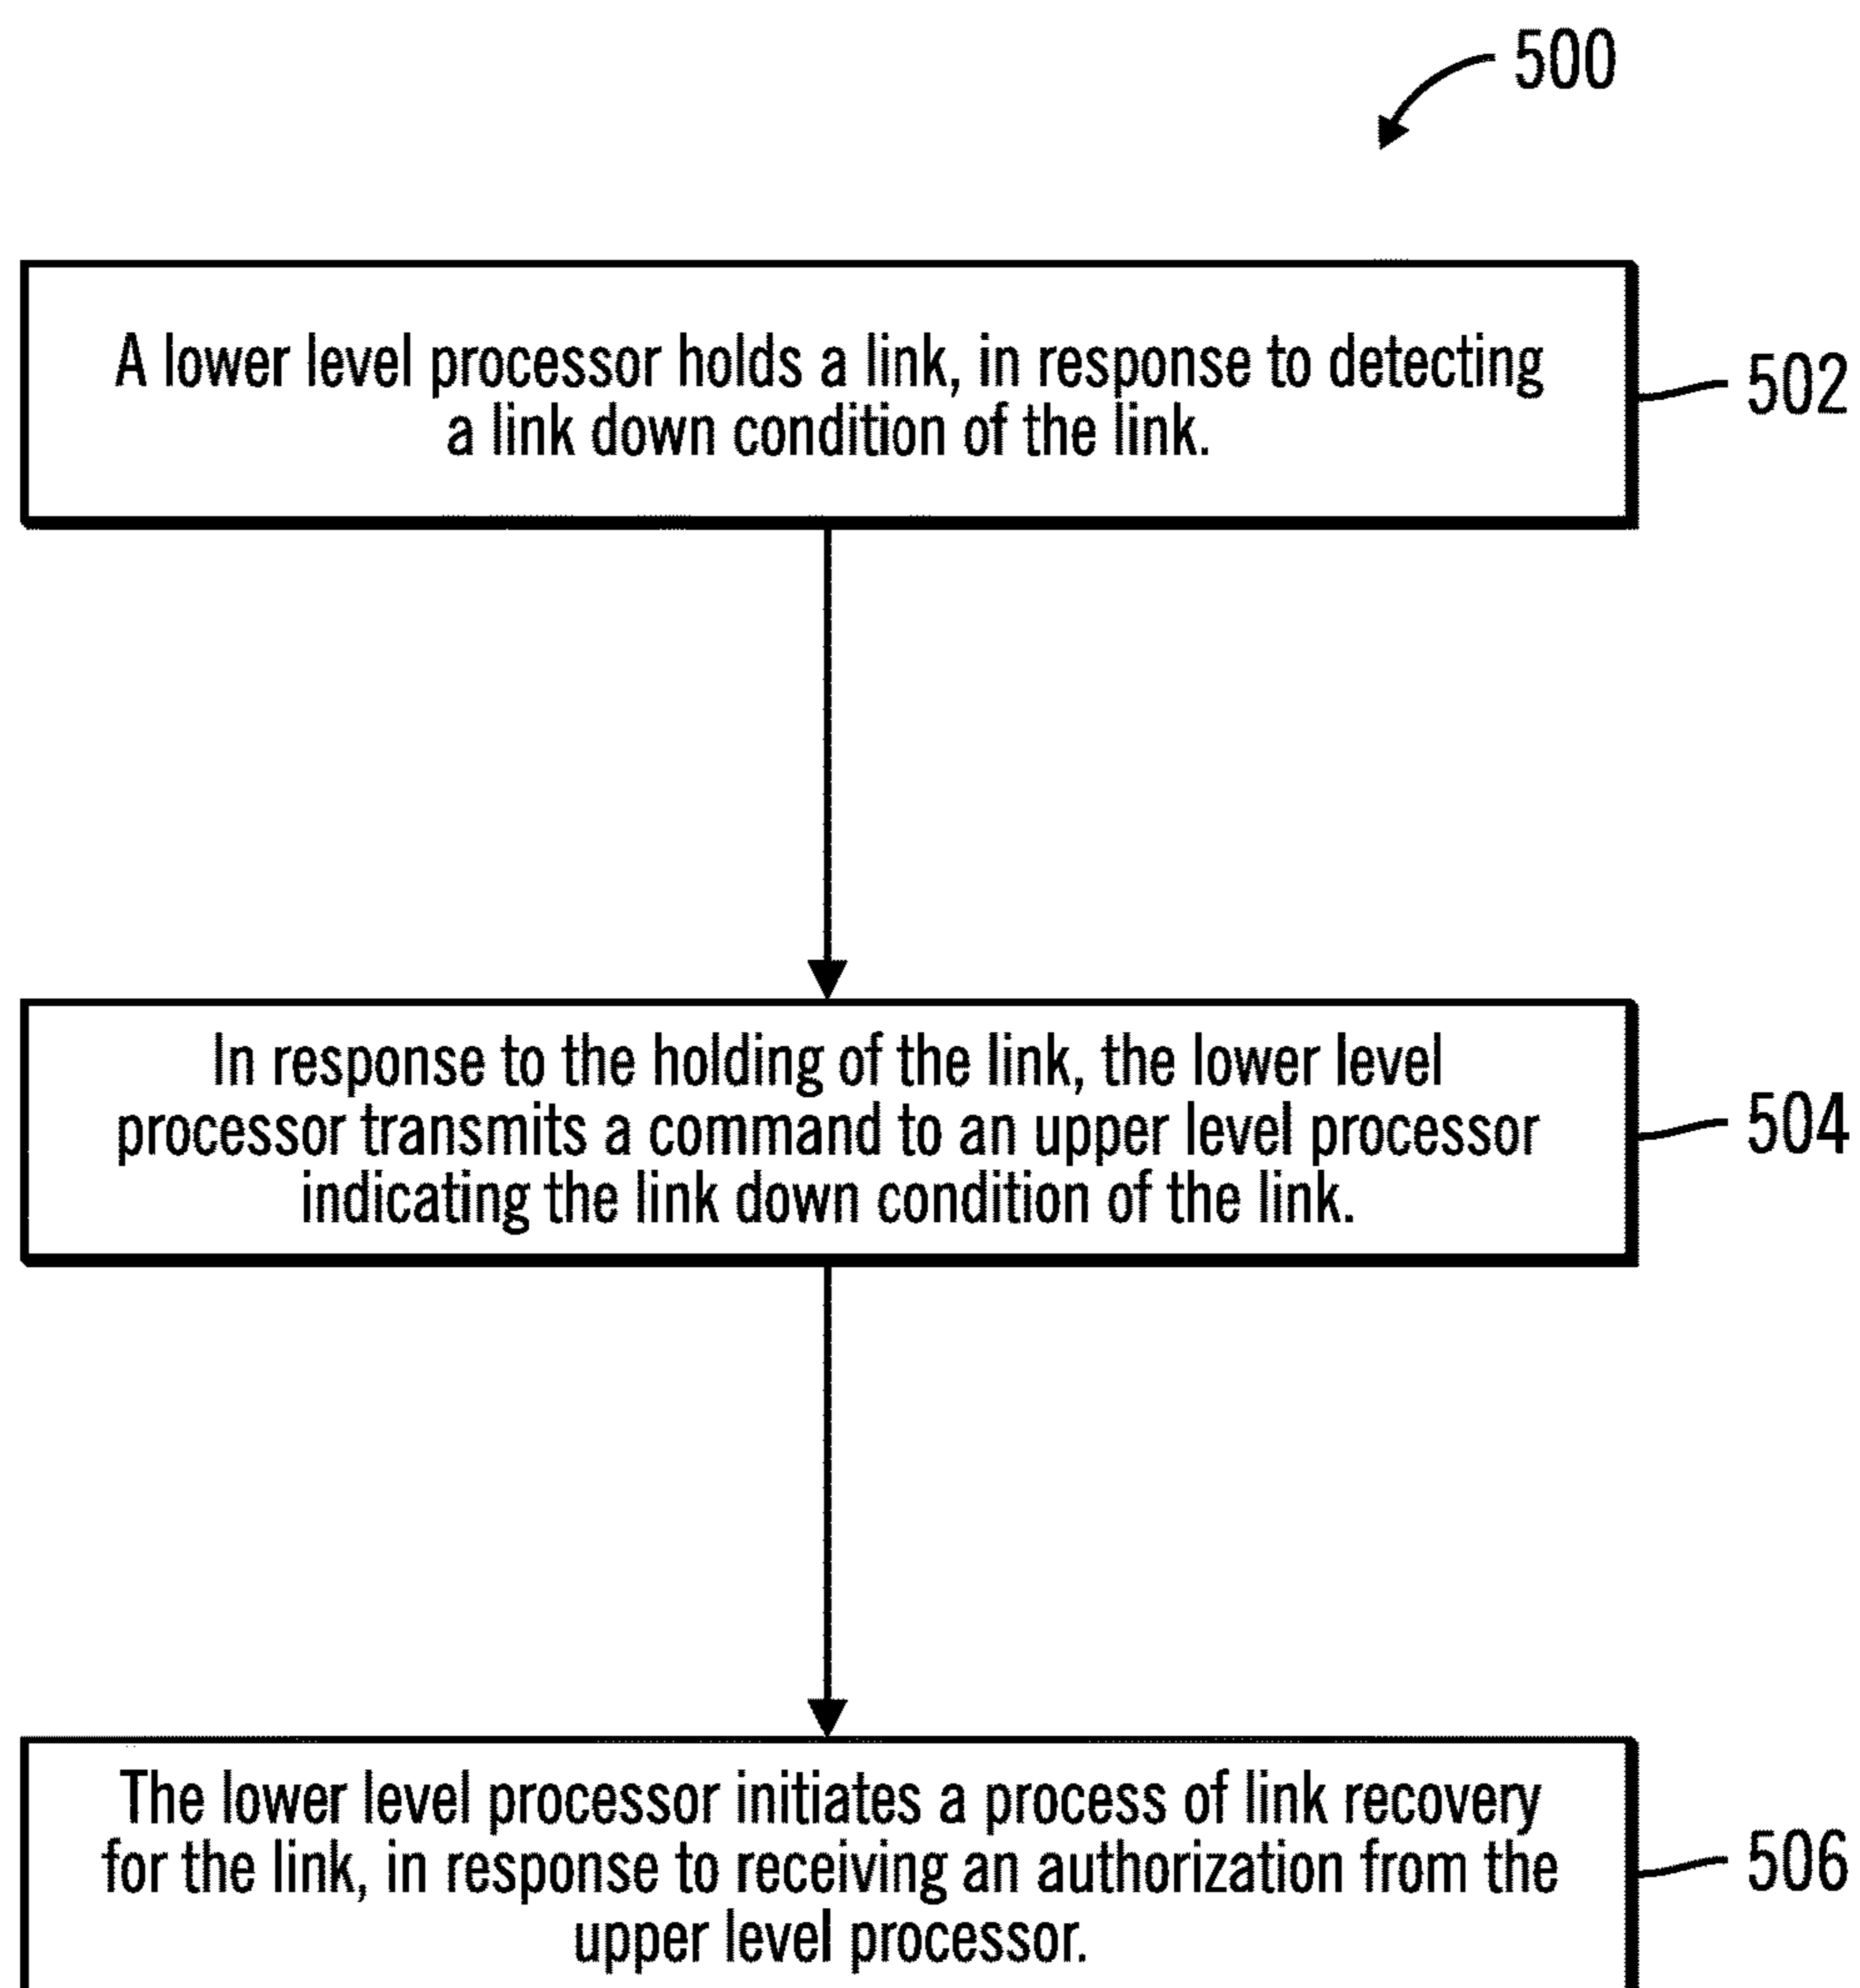 500
A lower level processor holds a link, in response to detecting
a link down condition of the link.
502
In response to the holding of the link, the lower level
processor transmits a command to an upper level processor
indicating the link down condition of the link.
504
The lower level processor initiates a process of link recovery
for the link, in response to receiving an authorization from the
upper level processor.
506